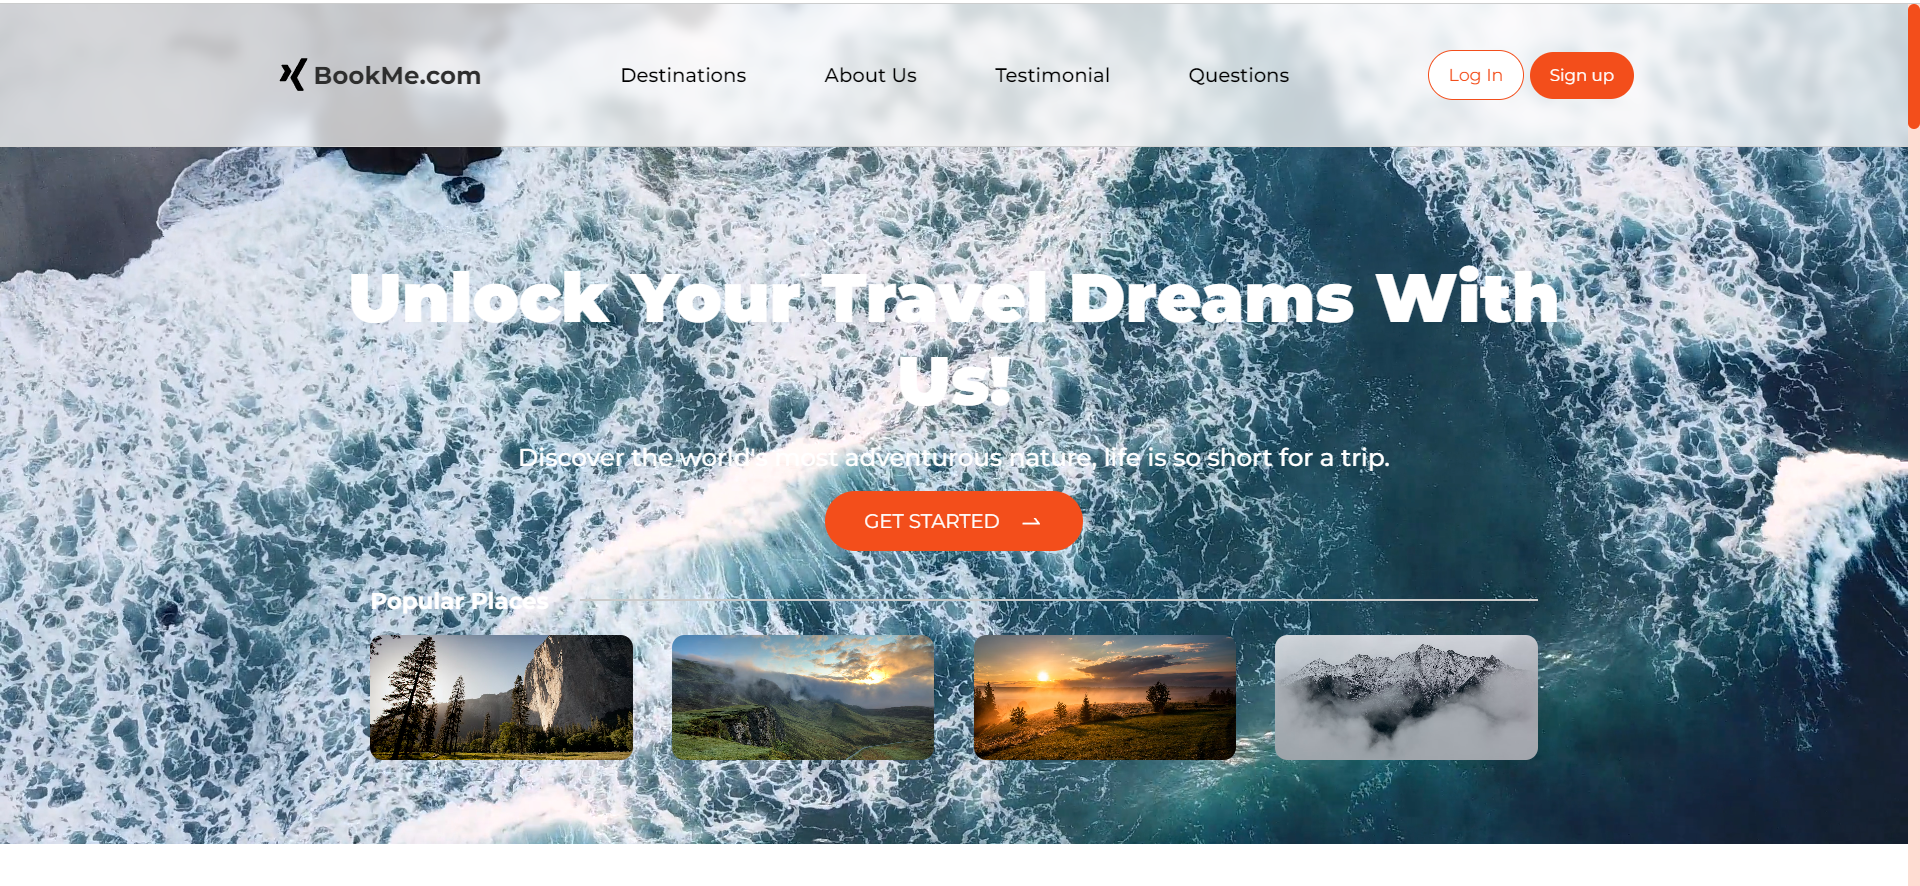 BookMe.com
Destinations
About Us
Testimonial
Questions
Log In
Sign up
Unlock Your Travel Dreams With
Us!
Discover the world's most adventurous nature, life is so short for a trip.
GET STARTED
Popular Places